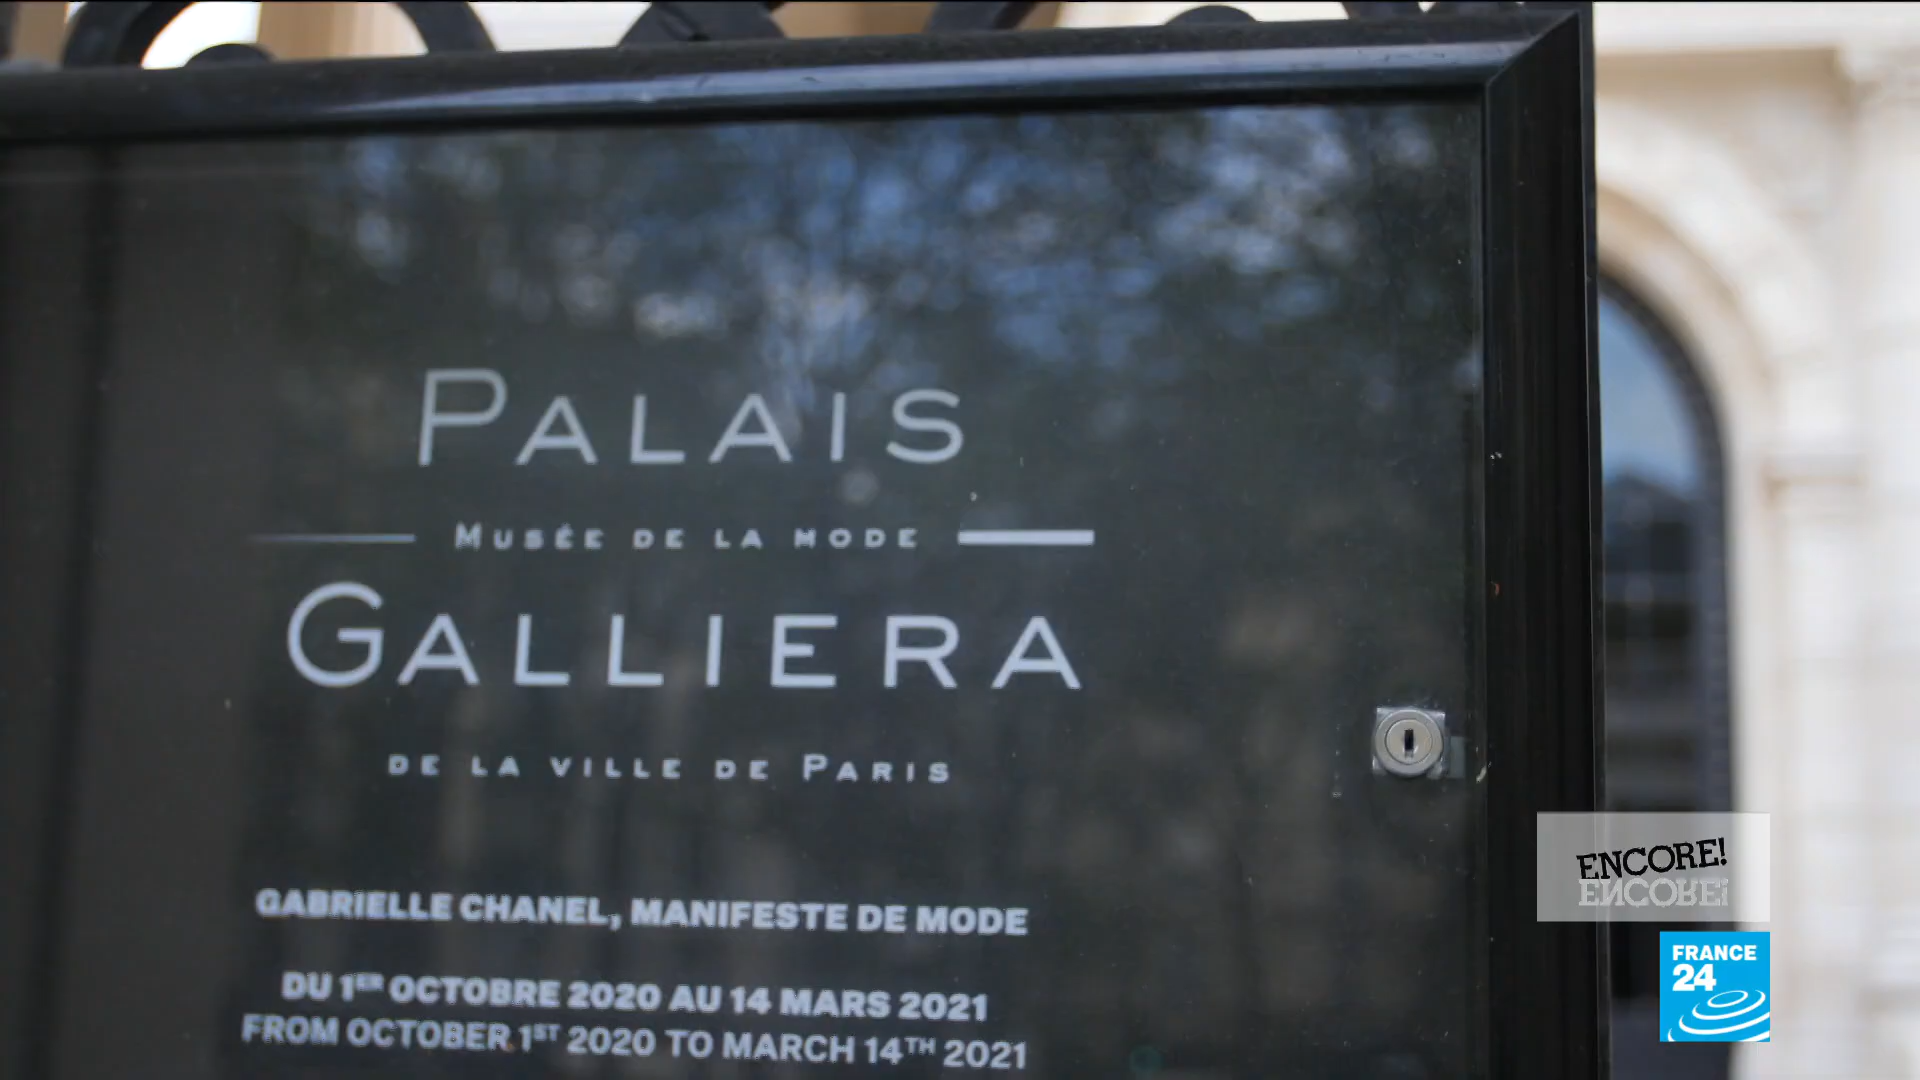 PALAIS
MUSÉE DE LA MODE
GALLIERA
DE LA VILLE DE PARIS
GABRIELLE CHANEL, MANIFESTE DE MODE
DU 1ER OCTOBRE 2020 AU 14 MARS 2021
FROM OCTOBER 1ST 2020 TO MARCH 14TH 2021
ENCORE!
ENCORE!
FRANCE
24